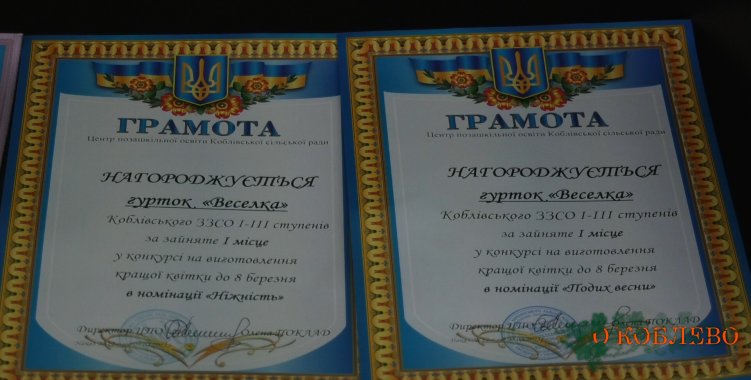 ГРАМОТА
Центр позашкільної освіти Коблівської сільської ради
НАГОРОДЖУЄТЬСЯ
гурток «Веселка»
Коблівського ЗЗСО І-ІІІ ступенів
за зайняте І місце
у конкурсі на виготовлення
кращої квітки до 8 березня
в номінації «Ніжність»
Директор ЦПО Олена ПОКЛАД
ГРАМОТА
Центр позашкільної освіти Коблівської сільської ради
НАГОРОДЖУЄТЬСЯ
гурток «Веселка»
Коблівського ЗЗСО І-ІІІ ступенів
за зайняте І місце
у конкурсі на виготовлення
кращої квітки до 8 березня
в номінації «Подих весни»
Директор ЦПО Олена ПОКЛАД
О'КОБЛЕВО